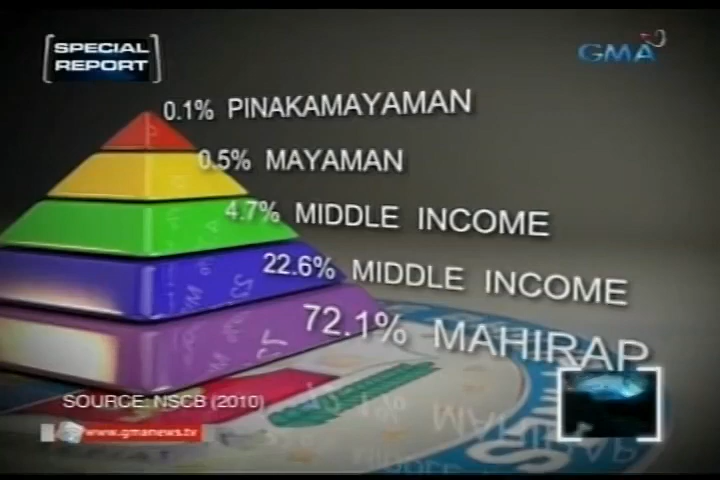 SPECIAL
REPORT
GMA
0.1% PINAKAMAYAMAN
0.5% MAYAMAN
4.7% MIDDLE INCOME
22.6% MIDDLE INCOME
72.1% MAHIRAP
SOURCE: NSCB (2010)
www.gmanews.tv